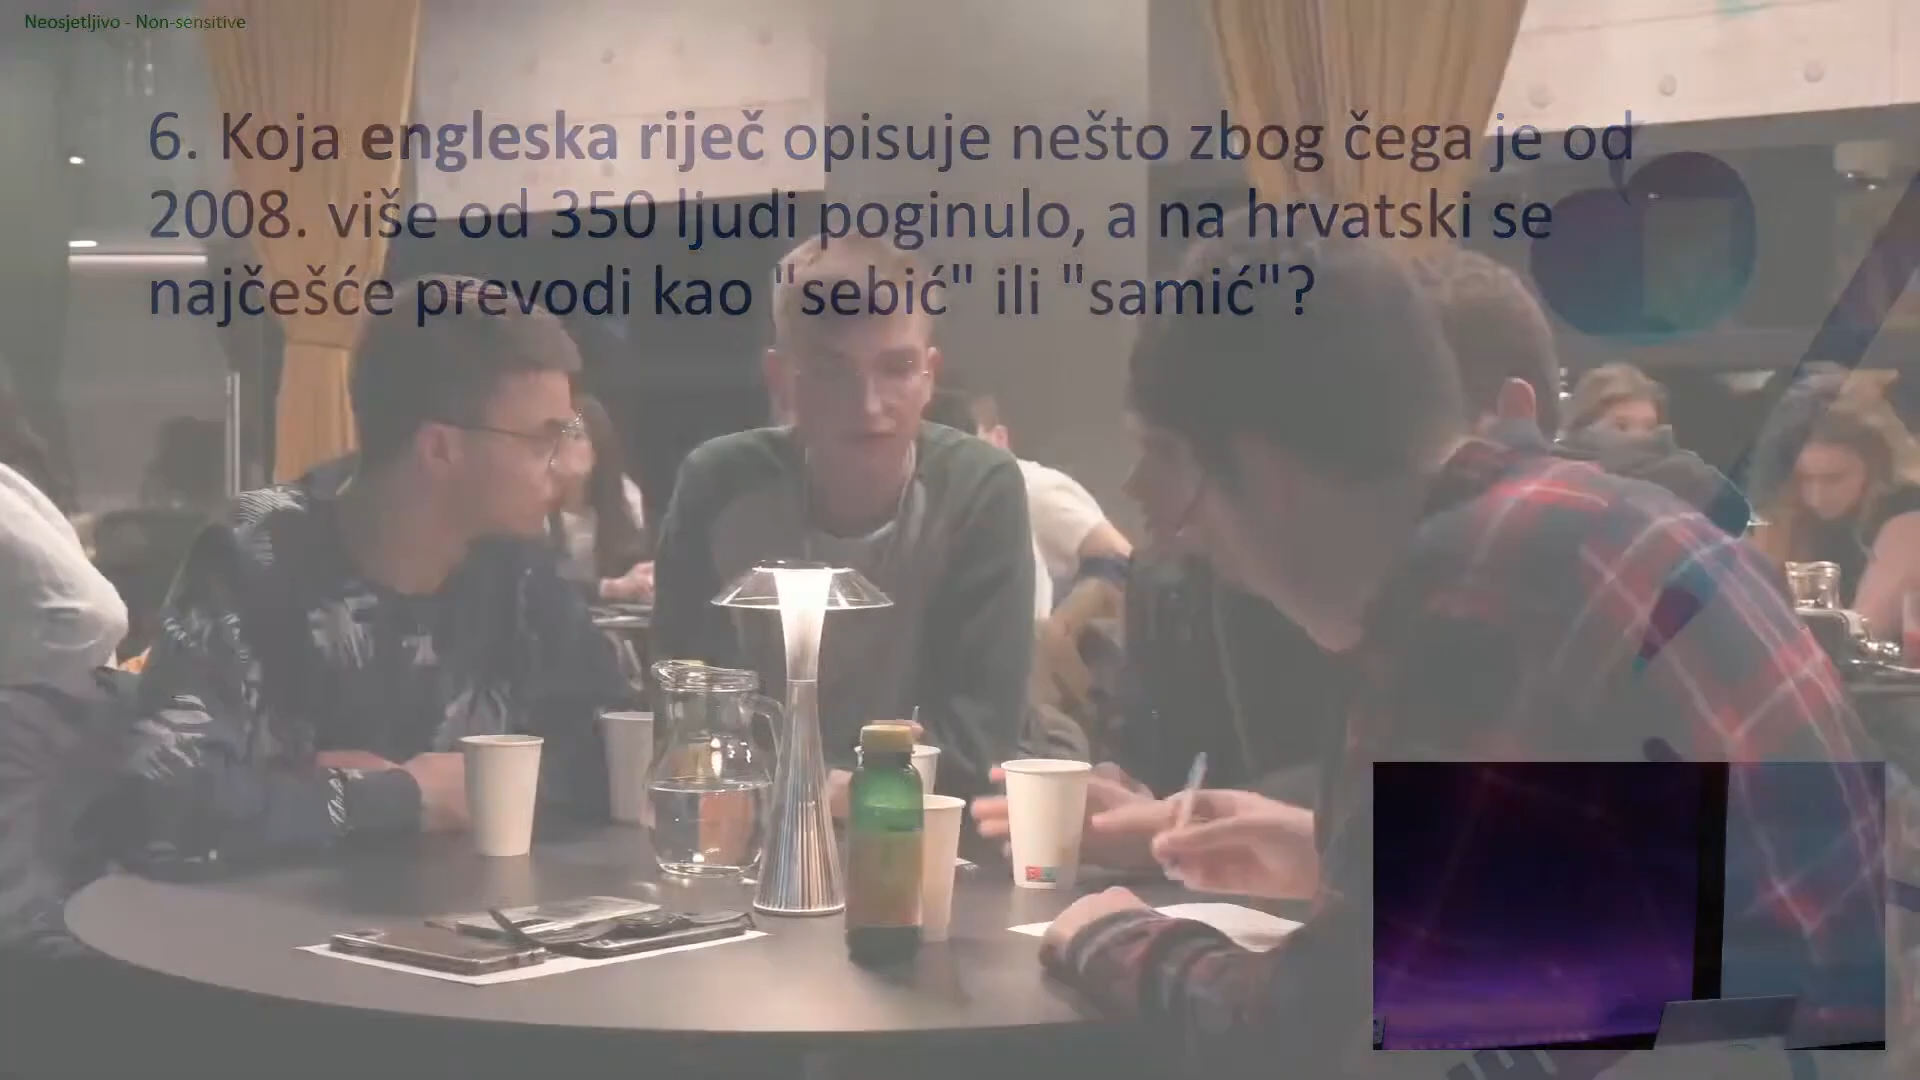 Neosjetljivo - Non-sensitive
6. Koja engleska riječ opisuje nešto zbog čega je od
2008. više od 350 ljudi poginulo, a na hrvatski se
najčešće prevodi kao "sebić" ili "samić"?